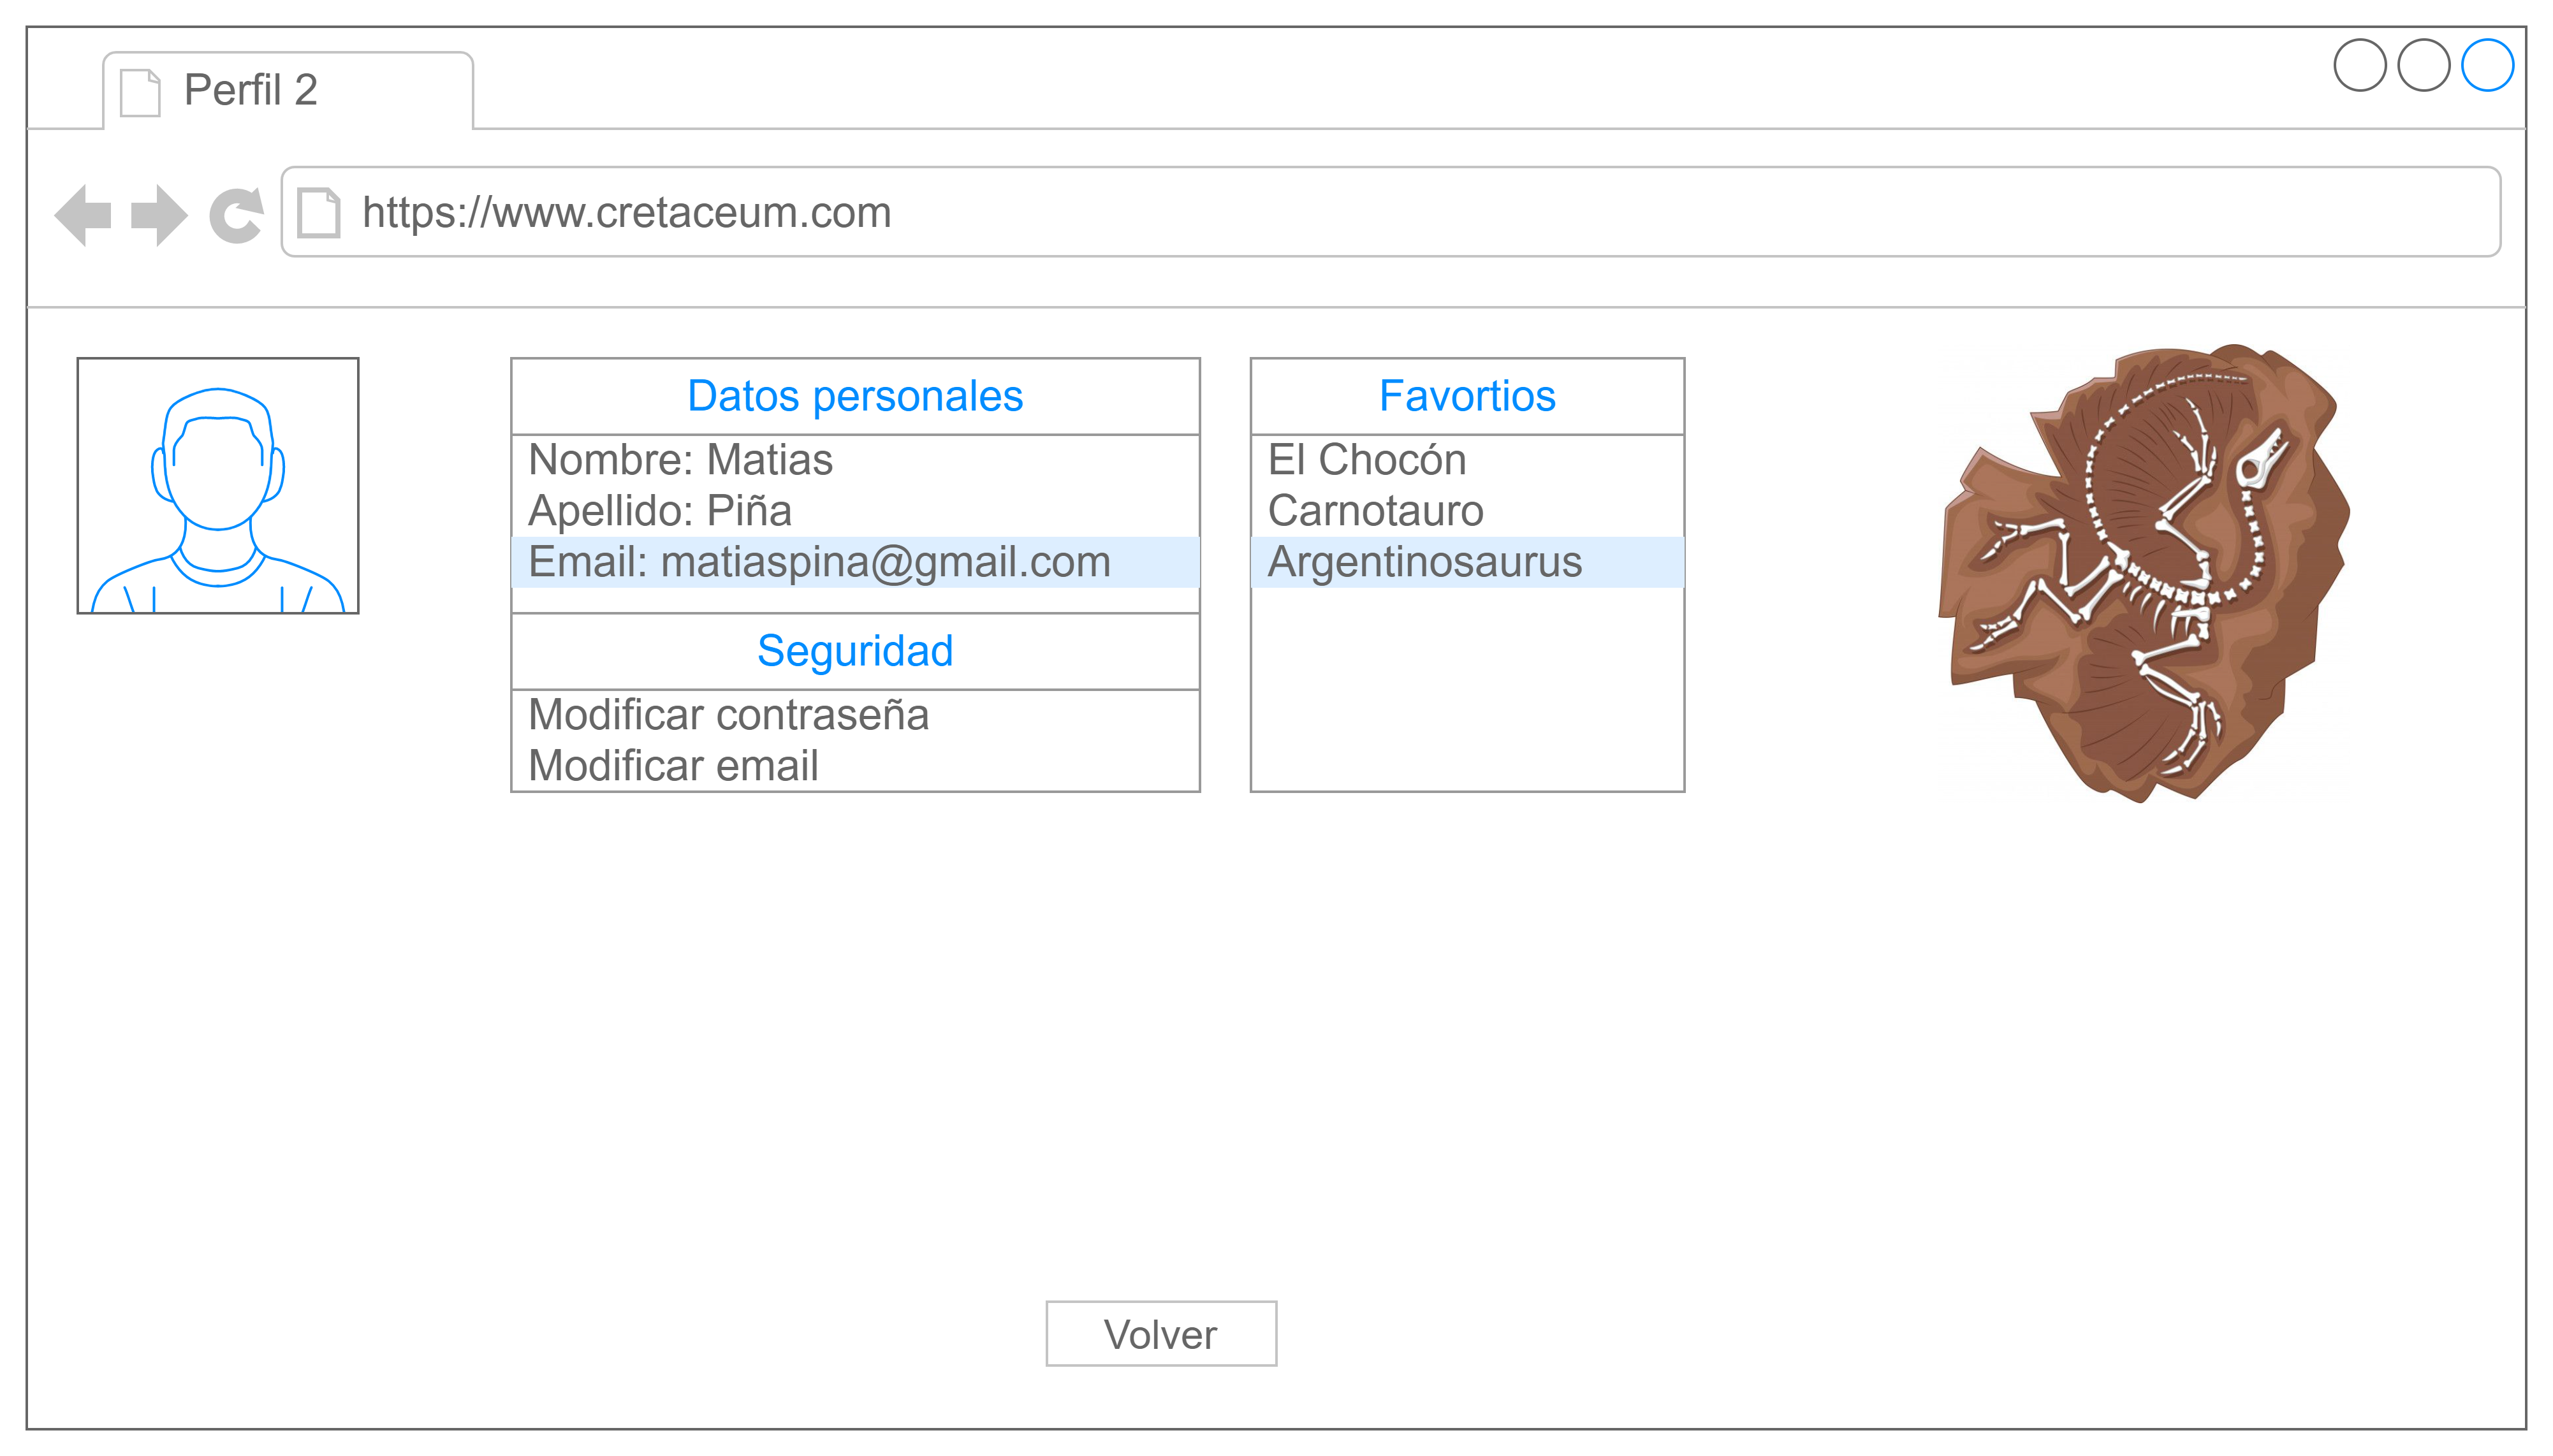 Perfil 2
https://www.cretaceum.com
Datos personales
Nombre: Matias
Apellido: Piña
Email: matiaspina@gmail.com
Seguridad
Modificar contraseña
Modificar email
Favortios
El Chocón
Carnotauro
Argentinosaurus
Volver